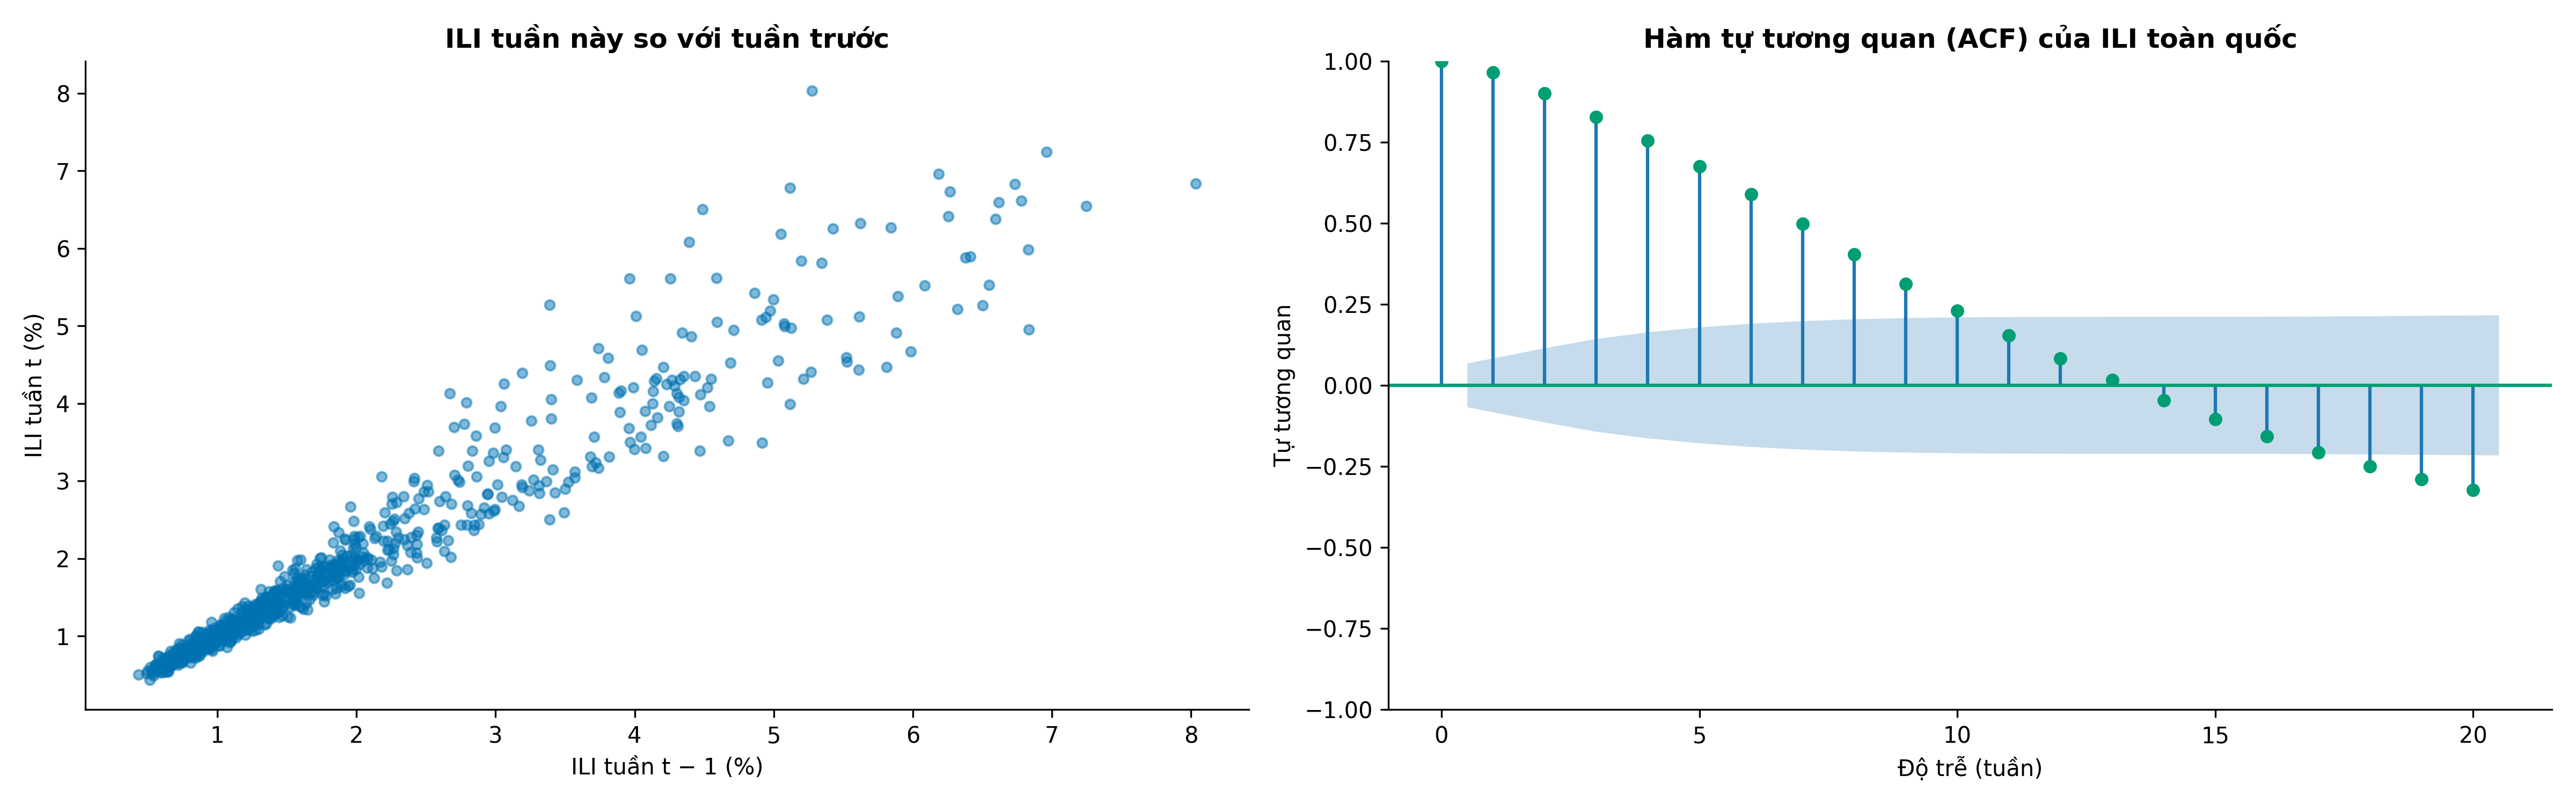 ILI tuần này so với tuần trước
ILI tuần t (%)
8
7
6
5
4
3
2
1
1 2 3 4 5 6 7 8
ILI tuần t − 1 (%)
Hàm tự tương quan (ACF) của ILI toàn quốc
Tự tương quan
1.00
0.75
0.50
0.25
0.00
−0.25
−0.50
−0.75
−1.00
0 5 10 15 20
Độ trễ (tuần)